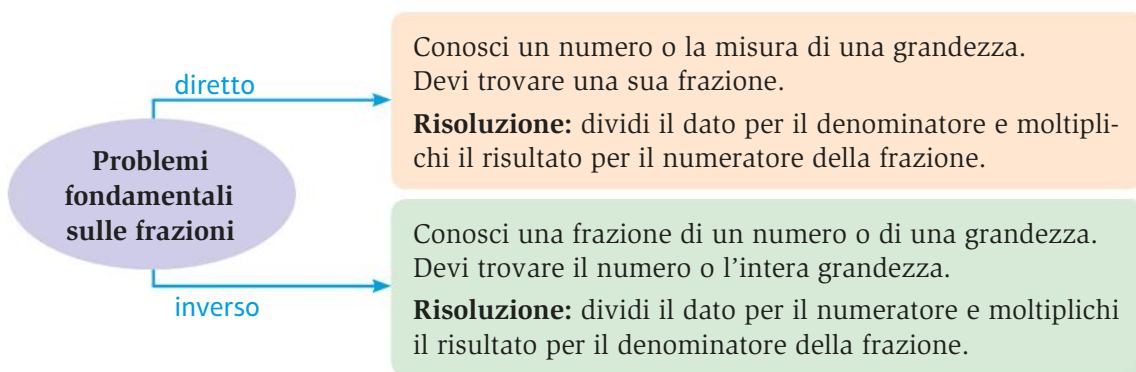 Problemi
fondamentali
sulle frazioni
diretto
Conosci un numero o la misura di una grandezza.
Devi trovare una sua frazione.
Risoluzione: dividi il dato per il denominatore e moltipli-
chi il risultato per il numeratore della frazione.
inverso
Conosci una frazione di un numero o di una grandezza.
Devi trovare il numero o l’intera grandezza.
Risoluzione: dividi il dato per il numeratore e moltiplichi
il risultato per il denominatore della frazione.